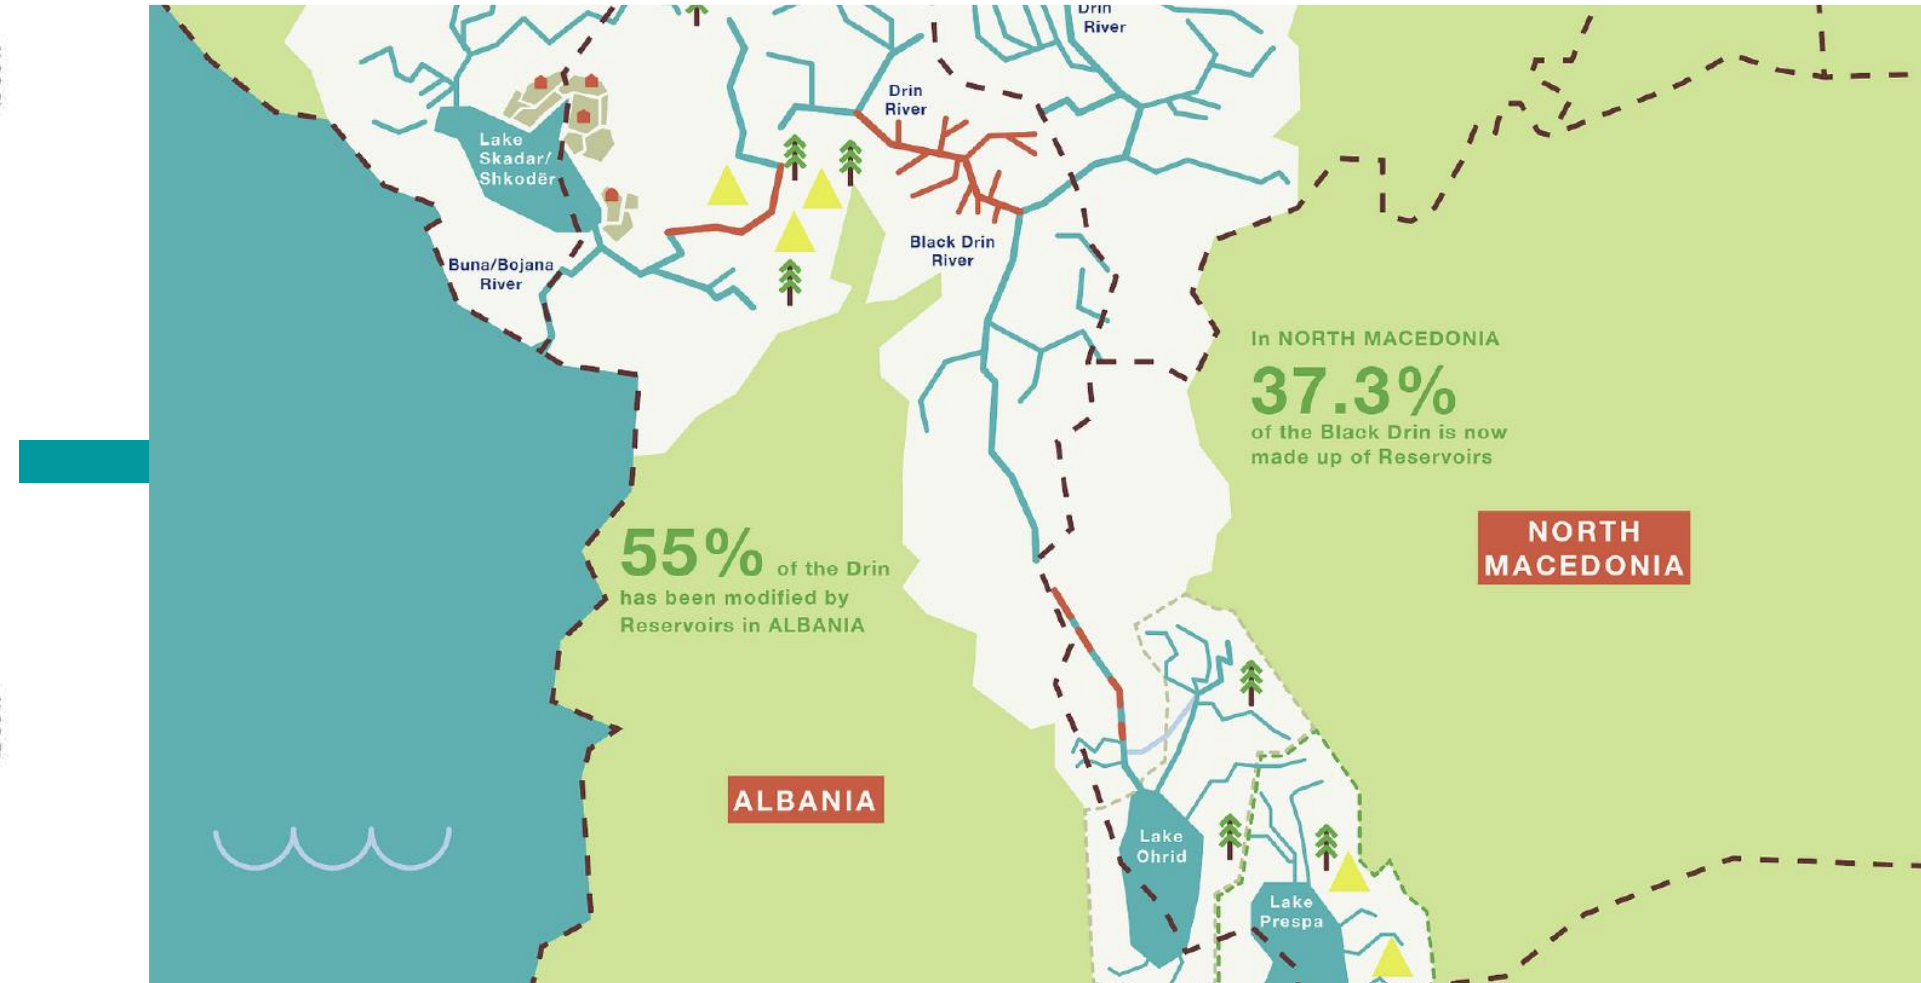 Drin
River
Drin
River
Lake
Skadar/
Shkodër
Black Drin
River
Buna/Bojana
River
In NORTH MACEDONIA
37.3%
of the Black Drin is now
made up of Reservoirs
NORTH
MACEDONIA
55% of the Drin
has been modified by
Reservoirs in ALBANIA
ALBANIA
Lake
Ohrid
Lake
Prespa